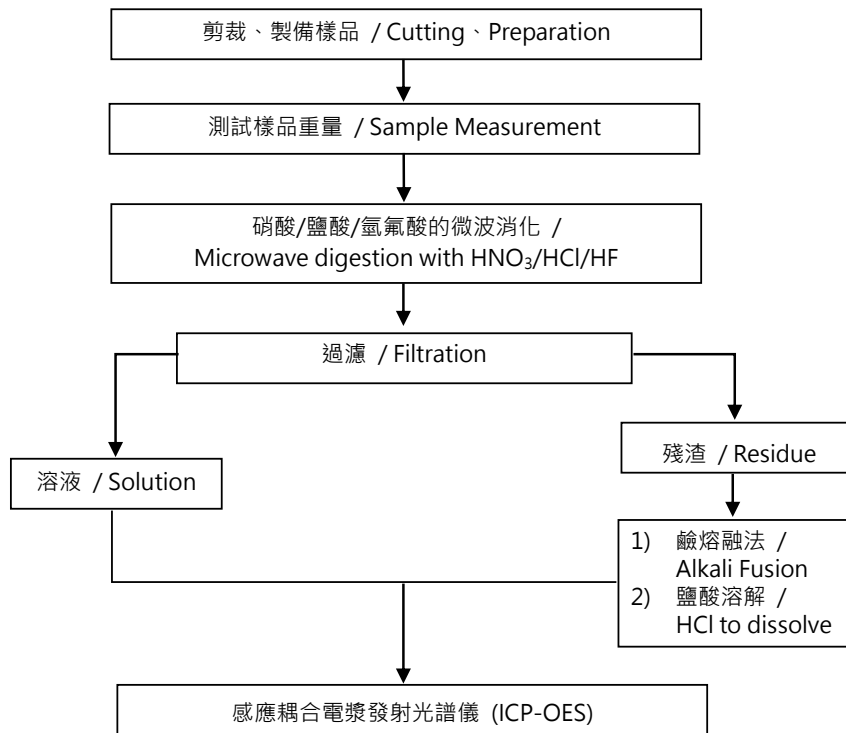 剪裁、製備樣品 / Cutting、Preparation
測試樣品重量 / Sample Measurement
硝酸/鹽酸/氫氟酸的微波消化 /
Microwave digestion with HNO₃/HCl/HF
過濾 / Filtration
溶液 / Solution
殘渣 / Residue
1) 鹼熔融法 /
Alkali Fusion
2) 鹽酸溶解 /
HCl to dissolve
感應耦合電漿發射光譜儀 (ICP-OES)